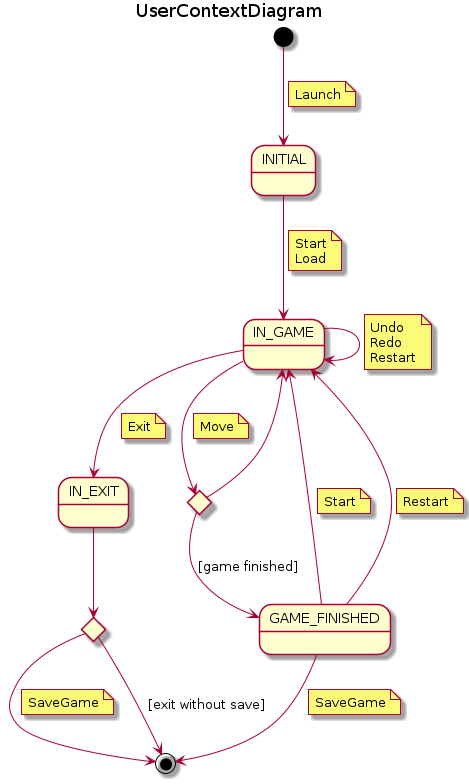 UserContextDiagram
Launch
INITIAL
Start
Load
IN_GAME
Undo
Redo
Restart
Exit
Move
IN_EXIT
Start
Restart
[game finished]
GAME_FINISHED
SaveGame
[exit without save]
SaveGame